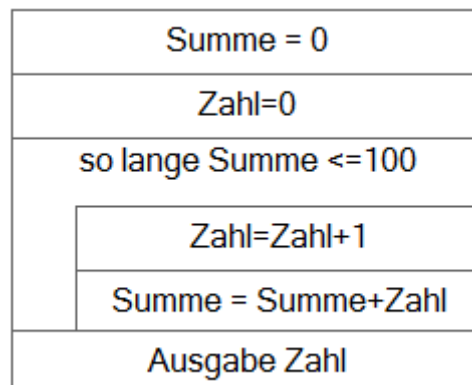 Summe = 0
Zahl=0
so lange Summe <=100
Zahl=Zahl+1
Summe = Summe+Zahl
Ausgabe Zahl